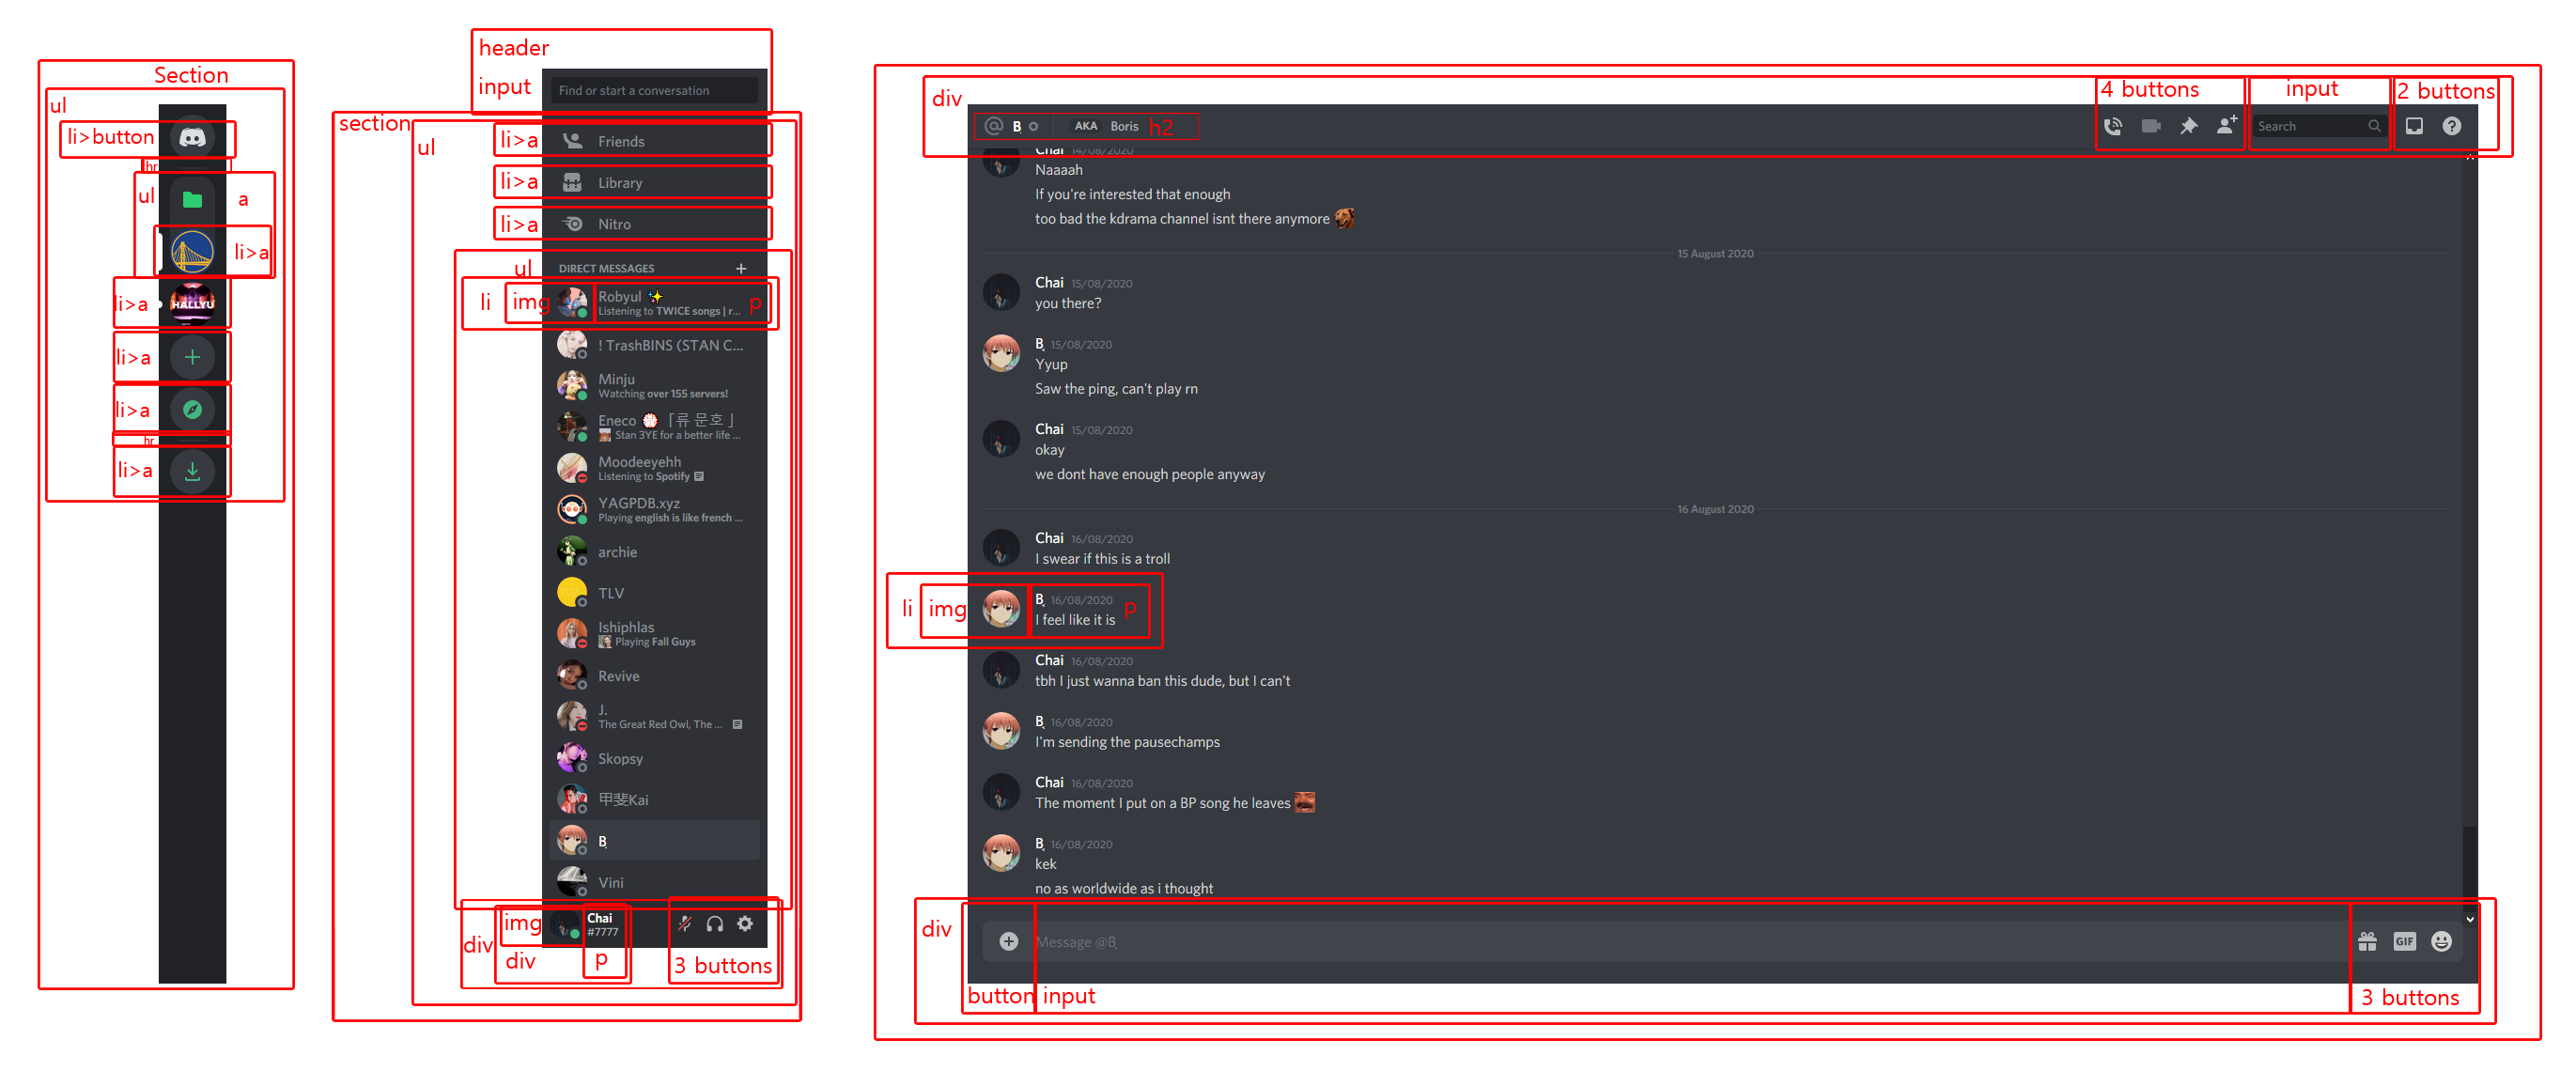 Section
ul
li>button
hr
ul
a
li>a
li>a
HALLYU
li>a
li>a
hr
li>a
header
input
Find or start a conversation
section
ul
li>a
Friends
li>a
Library
li>a
Nitro
ul
DIRECT MESSAGES
li
img
Robyul
p
Listening to TWICE songs | r...
! TrashBINS (STAN C...
Minju
Watching over 155 servers!
Eneco 「류 문호 」
Stan 3YE for a better life ...
Moodeeyehh
Listening to Spotify
YAGPDB.xyz
Playing english is like french ...
archie
TLV
Ishiphlas
Playing Fall Guys
Revive
J.
The Great Red Owl, The ...
Skopsy
甲斐Kai
B
Vini
div
img
Chai
#7777
div
p
3 buttons
div
@ B AKA Boris h2
4 buttons
input
Search
2 buttons
Chai 14/08/2020
Naaaah
If you're interested that enough
too bad the kdrama channel isnt there anymore
15 August 2020
Chai 15/08/2020
you there?
B 15/08/2020
Yyup
Saw the ping, can't play rn
Chai 15/08/2020
okay
we dont have enough people anyway
16 August 2020
Chai 16/08/2020
I swear if this is a troll
li
img
B 16/08/2020
p
I feel like it is
Chai 16/08/2020
tbh I just wanna ban this dude, but I can't
B 16/08/2020
I'm sending the pausechamps
Chai 16/08/2020
The moment I put on a BP song he leaves
B 16/08/2020
kek
no as worldwide as i thought
div
Message @B
GIF
button
input
3 buttons